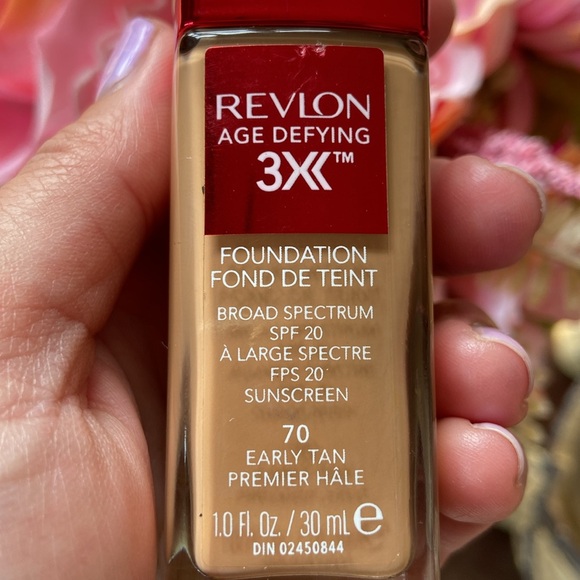 REVLON
AGE DEFYING
3X™
FOUNDATION
FOND DE TEINT
BROAD SPECTRUM
SPF 20
À LARGE SPECTRE
FPS 20
SUNSCREEN
70
EARLY TAN
PREMIER HÂLE
1.0 Fl. Oz. / 30 mL ℮
DIN 02450844